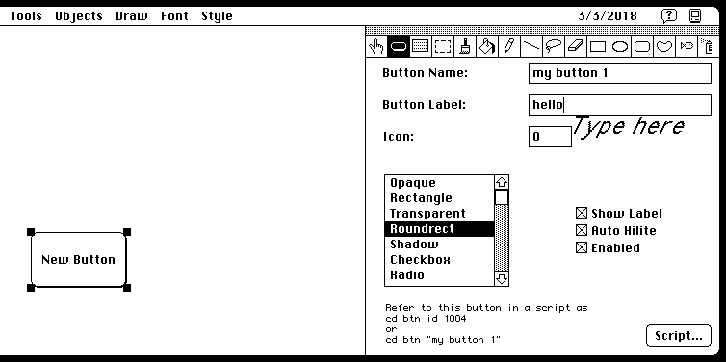 Tools Objects Draw Font Style 3/3/2018
Button Name: my button 1
Button Label: hello
Type here
Icon: 0
Opaque
Rectangle
Transparent
Roundrect
Shadow
Checkbox
Radio
Show Label
Auto Hilite
Enabled
New Button
Refer to this button in a script as
cd btn id 1004
or
cd btn "my button 1"
Script...